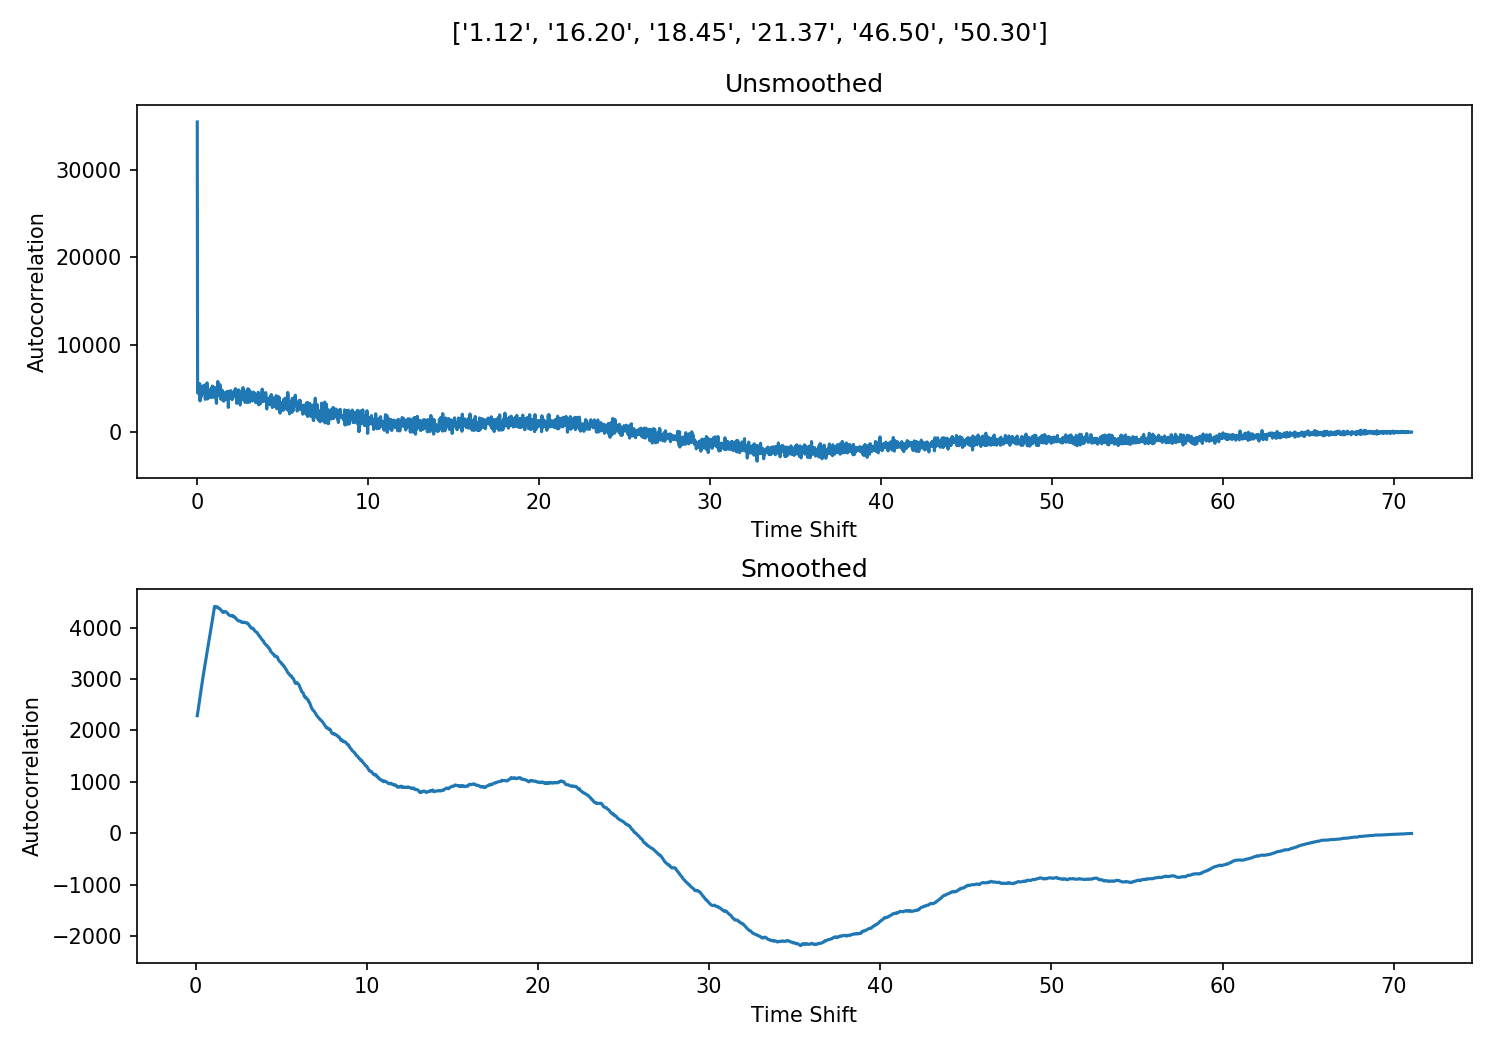 ['1.12', '16.20', '18.45', '21.37', '46.50', '50.30']
Unsmoothed
Autocorrelation
30000
20000
10000
0
0 10 20 30 40 50 60 70
Time Shift
Smoothed
Autocorrelation
4000
3000
2000
1000
0
−1000
−2000
0 10 20 30 40 50 60 70
Time Shift